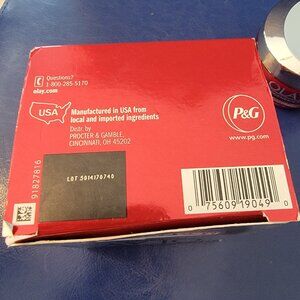 Questions?
1-800-285-5170
olay.com
USA
Manufactured in USA from
local and imported ingredients
Distr. by
PROCTER & GAMBLE,
CINCINNATI, OH 45202
P&G
www.pg.com
91827816
LOT 5014170740
0 75609 19049 0